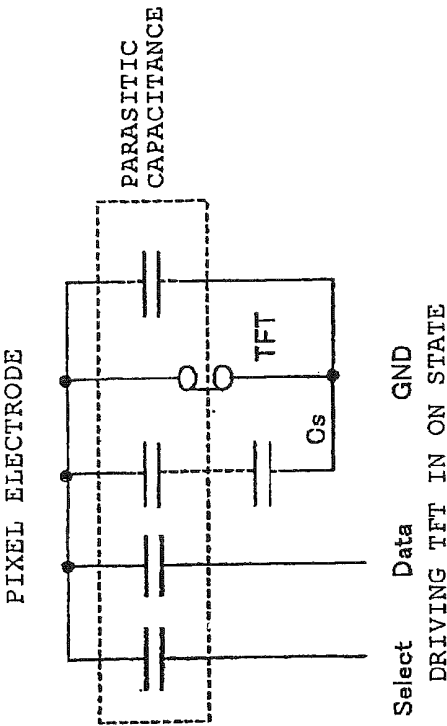 PIXEL ELECTRODE
PARASITIC
CAPACITANCE
TFT
Cs
Select Data GND
DRIVING TFT IN ON STATE